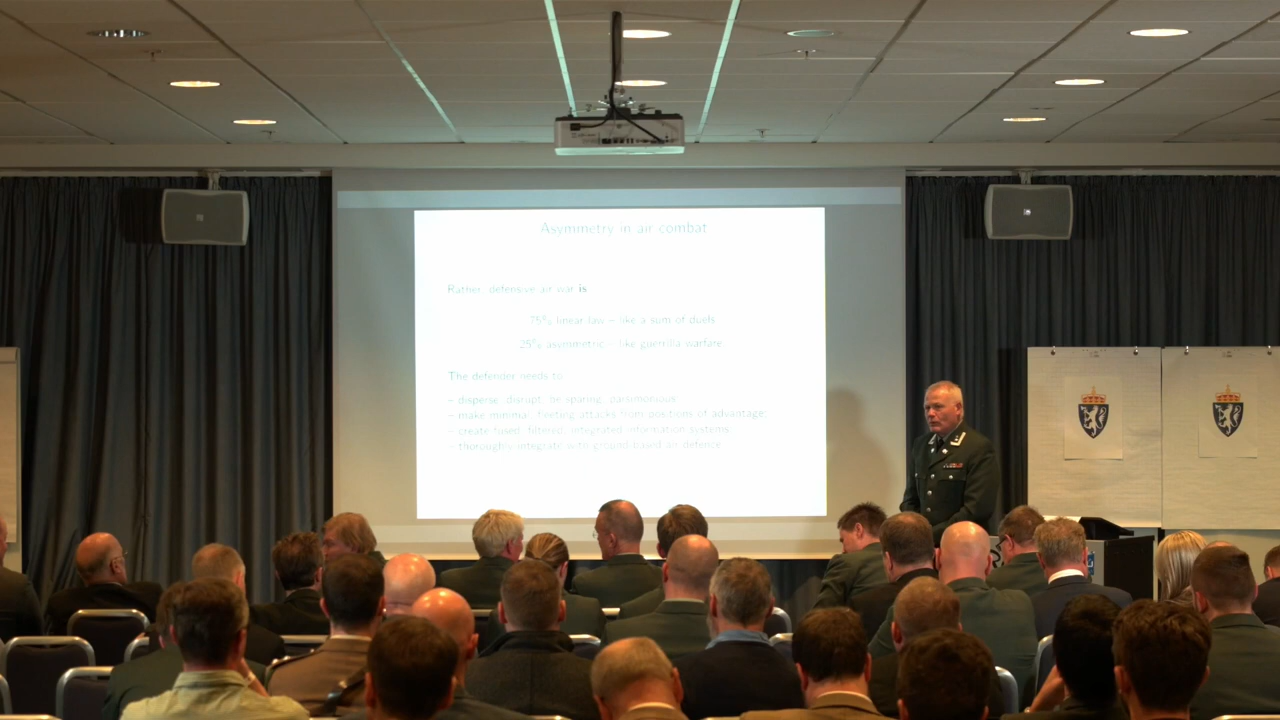 Asymmetry in air combat
Rather, defensive air war is
75% linear law – like a sum of duels
25% asymmetric – like guerrilla warfare
The defender needs to
– disperse, disrupt, be sparing, parsimonious
– make minimal, fleeting attacks from positions of advantage;
– create fused, filtered, integrated information systems
– thoroughly integrate with ground-based air defence